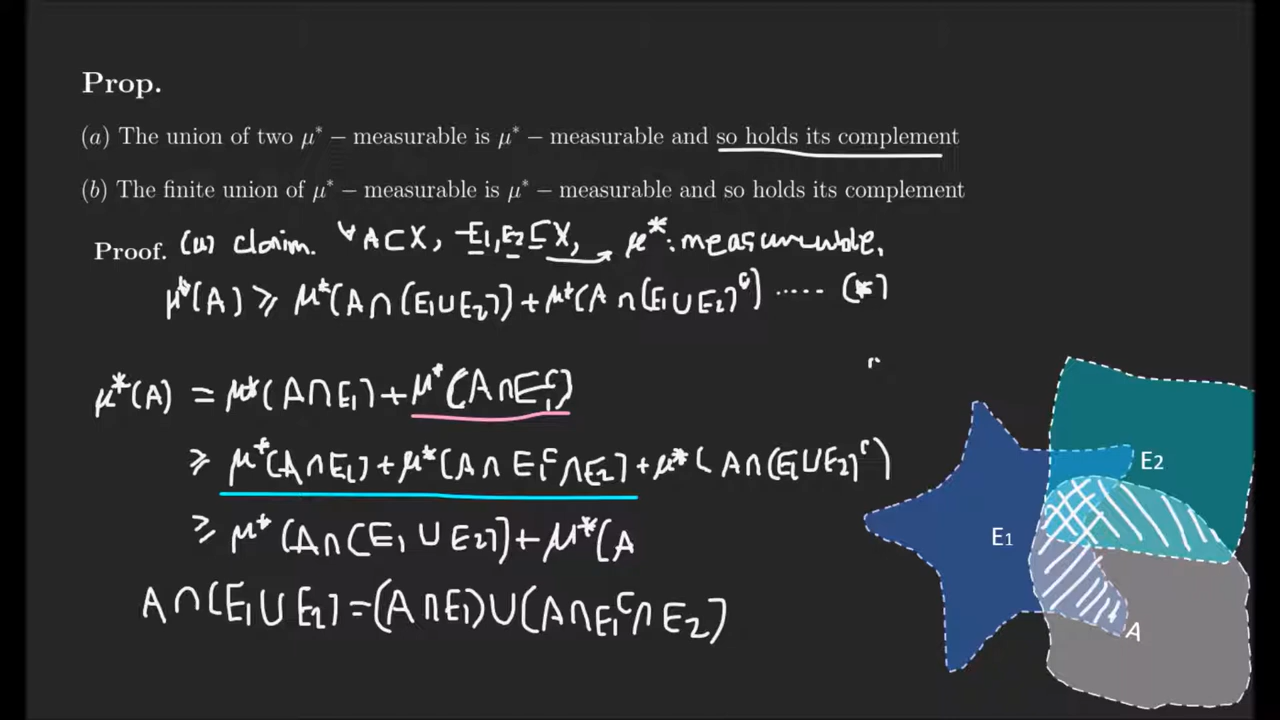 Prop.
(a) The union of two μ* − measurable is μ* − measurable and so holds its complement
(b) The finite union of μ* − measurable is μ* − measurable and so holds its complement
Proof. (a) claim. ∀A⊂X, E₁,E₂⊆X, μ*: measurable.
μ*(A) ≥ μ*(A∩(E₁∪E₂)) + μ*(A∩(E₁∪E₂)ᶜ) ..... (*)
μ*(A) = μ*(A∩E₁) + μ*(A∩E₁ᶜ)
≥ μ*(A∩E₁) + μ*(A∩E₁ᶜ∩E₂) + μ*(A∩(E₁∪E₂)ᶜ)
≥ μ*(A∩(E₁∪E₂)) + μ*(A
A∩(E₁∪E₂) = (A∩E₁)∪(A∩E₁ᶜ∩E₂)
E2
E1
A